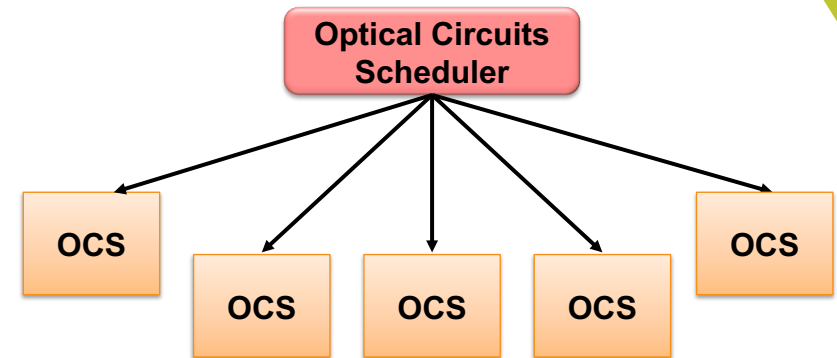 Optical Circuits
Scheduler
OCS
OCS
OCS
OCS
OCS